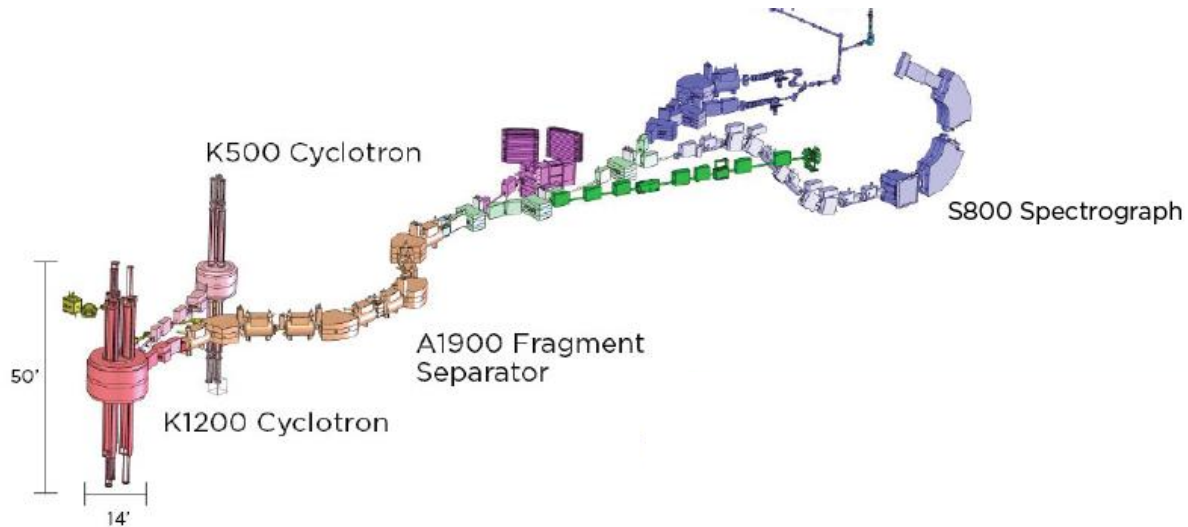 K500 Cyclotron
S800 Spectrograph
A1900 Fragment
Separator
50'
K1200 Cyclotron
14'